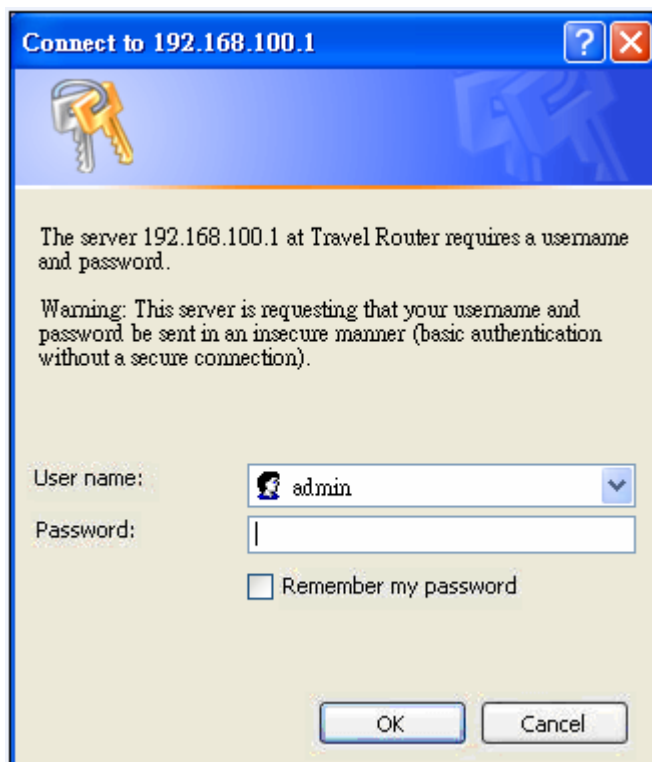 Connect to 192.168.100.1
The server 192.168.100.1 at Travel Router requires a username
and password.
Warning: This server is requesting that your username and
password be sent in an insecure manner (basic authentication
without a secure connection).
User name:
admin
Password:
Remember my password
OK
Cancel